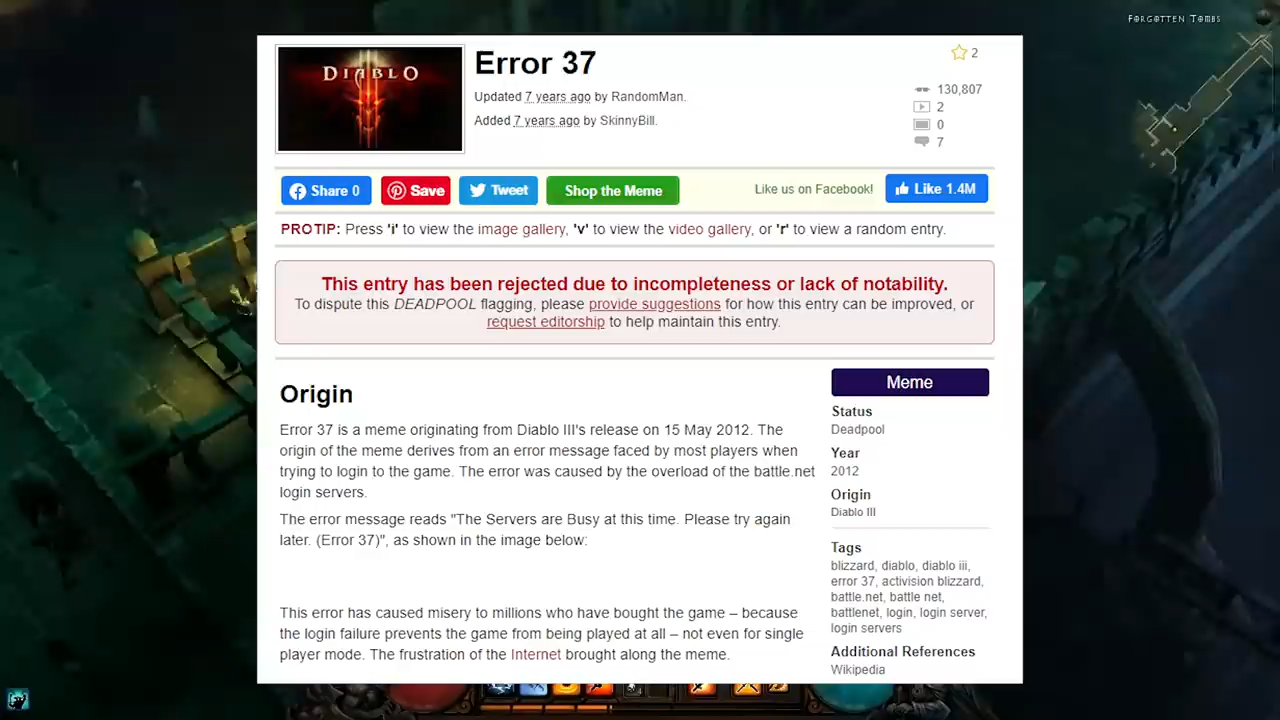 Forgotten Tombs
DIABLO
Error 37
2
Updated 7 years ago by RandomMan.
Added 7 years ago by SkinnyBill.
130,807
2
0
7
Share 0
Save
Tweet
Shop the Meme
Like us on Facebook!
Like 1.4M
PROTIP: Press 'i' to view the image gallery, 'v' to view the video gallery, or 'r' to view a random entry.
This entry has been rejected due to incompleteness or lack of notability.
To dispute this DEADPOOL flagging, please provide suggestions for how this entry can be improved, or
request editorship to help maintain this entry.
Origin
Error 37 is a meme originating from Diablo III's release on 15 May 2012. The
origin of the meme derives from an error message faced by most players when
trying to login to the game. The error was caused by the overload of the battle.net
login servers.
The error message reads "The Servers are Busy at this time. Please try again
later. (Error 37)", as shown in the image below:
This error has caused misery to millions who have bought the game – because
the login failure prevents the game from being played at all – not even for single
player mode. The frustration of the Internet brought along the meme.
Meme
Status
Deadpool
Year
2012
Origin
Diablo III
Tags
blizzard, diablo, diablo iii,
error 37, activision blizzard,
battle.net, battle net,
battlenet, login, login server,
login servers
Additional References
Wikipedia